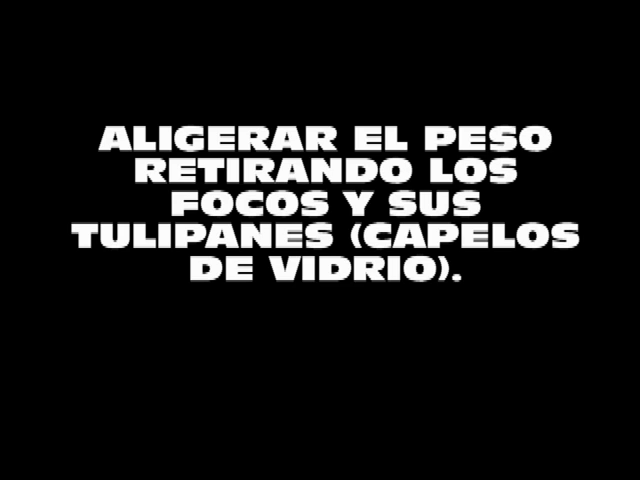 ALIGERAR EL PESO
RETIRANDO LOS
FOCOS Y SUS
TULIPANES (CAPELOS
DE VIDRIO).